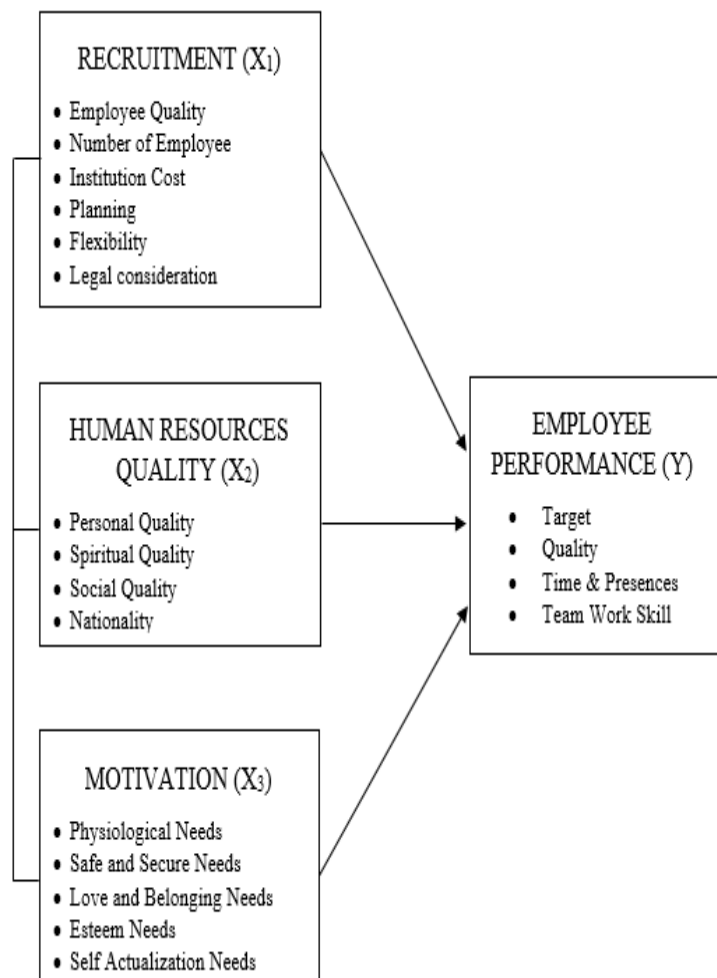 RECRUITMENT (X₁)
• Employee Quality
• Number of Employee
• Institution Cost
• Planning
• Flexibility
• Legal consideration
HUMAN RESOURCES
QUALITY (X₂)
• Personal Quality
• Spiritual Quality
• Social Quality
• Nationality
MOTIVATION (X₃)
• Physiological Needs
• Safe and Secure Needs
• Love and Belonging Needs
• Esteem Needs
• Self Actualization Needs
EMPLOYEE
PERFORMANCE (Y)
• Target
• Quality
• Time & Presences
• Team Work Skill